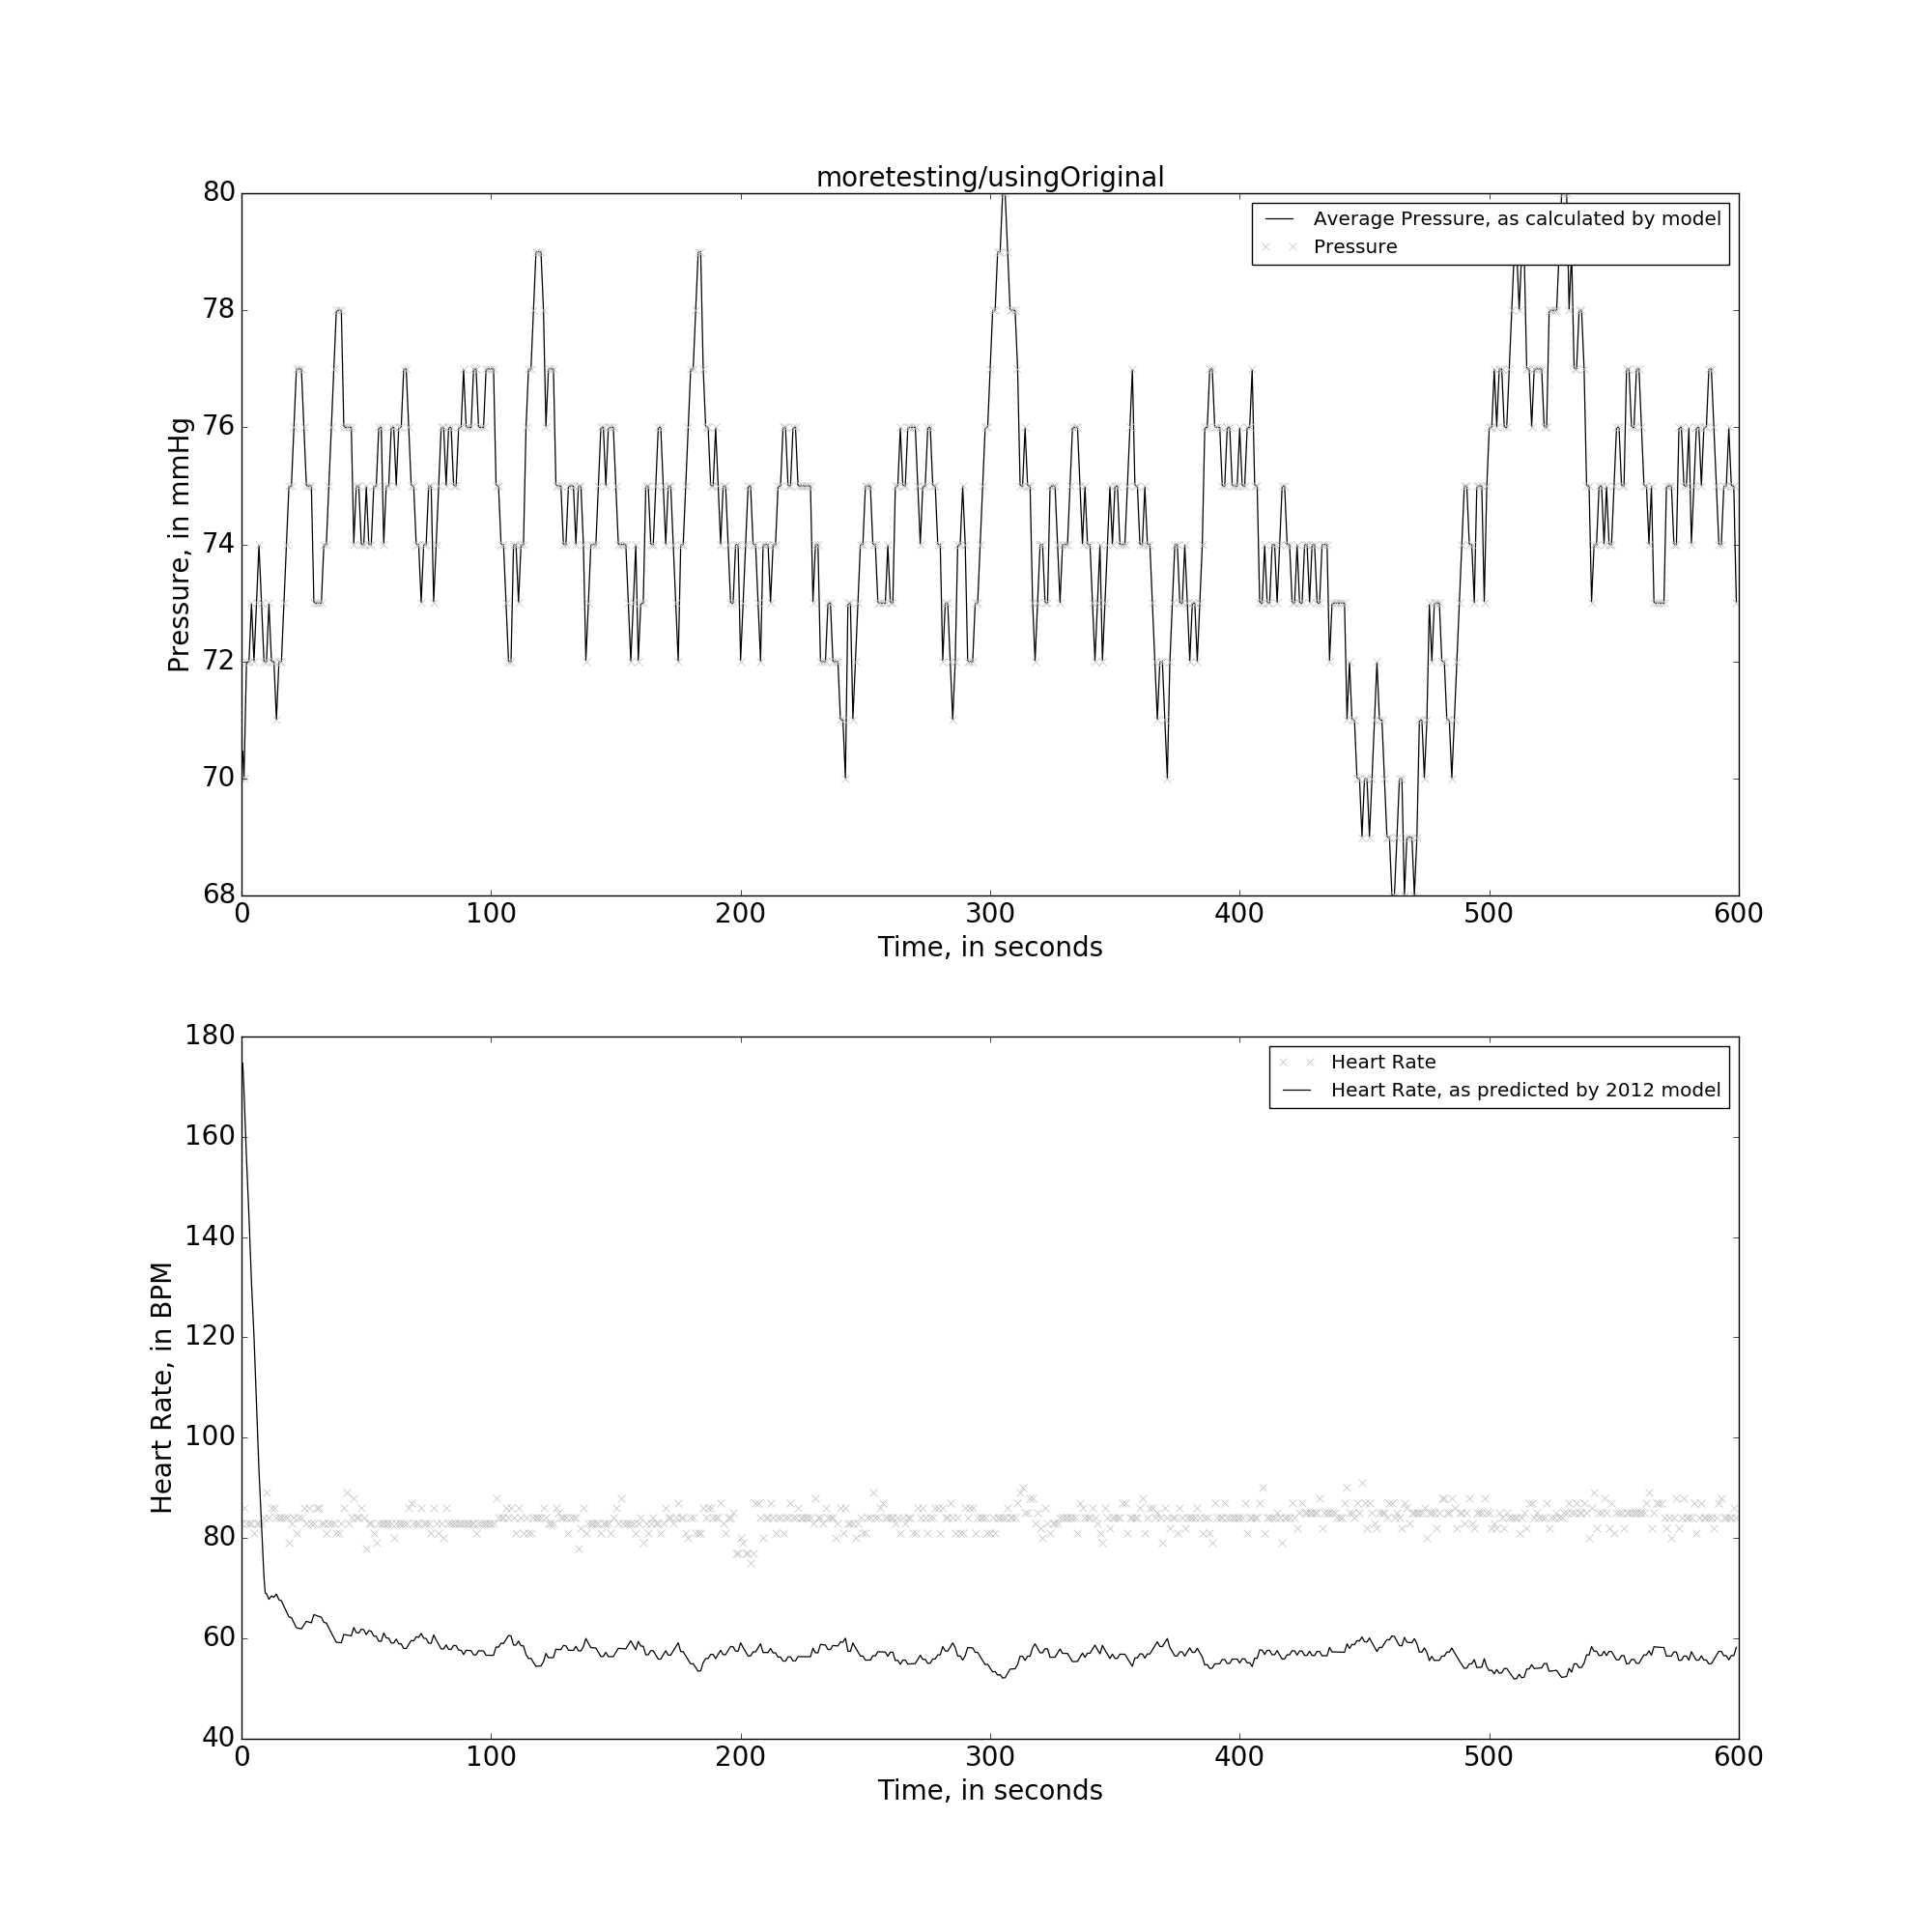 moretesting/usingOriginal
80
78
76
74
72
70
68
Pressure, in mmHg
Average Pressure, as calculated by model
Pressure
0 100 200 300 400 500 600
Time, in seconds
180
160
140
120
100
80
60
40
Heart Rate, in BPM
Heart Rate
Heart Rate, as predicted by 2012 model
0 100 200 300 400 500 600
Time, in seconds